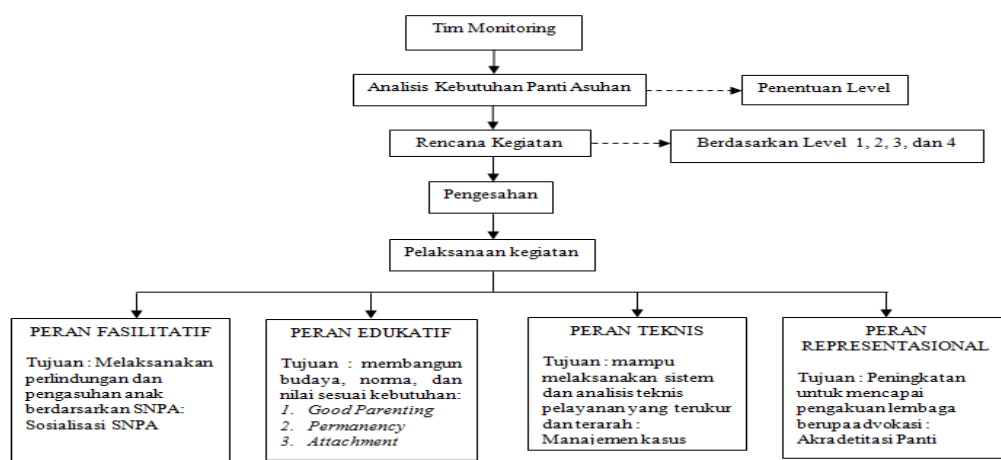 Tim Monitoring
Analisis Kebutuhan Panti Asuhan
Penentuan Level
Rencana Kegiatan
Berdasarkan Level 1, 2, 3, dan 4
Pengesahan
Pelaksanaan kegiatan
PERAN FASILITATIF
Tujuan : Melaksanakan
perlindungan dan
pengasuhan anak
berdarsarkan SNPA:
Sosialisasi SNPA
PERAN EDUKATIF
Tujuan : membangun
budaya, norma, dan
nilai sesuai kebutuhan:
1. Good Parenting
2. Permanency
3. Attachment
PERAN TEKNIS
Tujuan : mampu
melaksanakan sistem
dan analisis teknis
pelayanan yang terukur
dan terarah :
Manajemen kasus
PERAN
REPRESENTASIONAL
Tujuan : Peningkatan
untuk mencapai
pengakuan lembaga
berupa advokasi :
Akradetitasi Panti